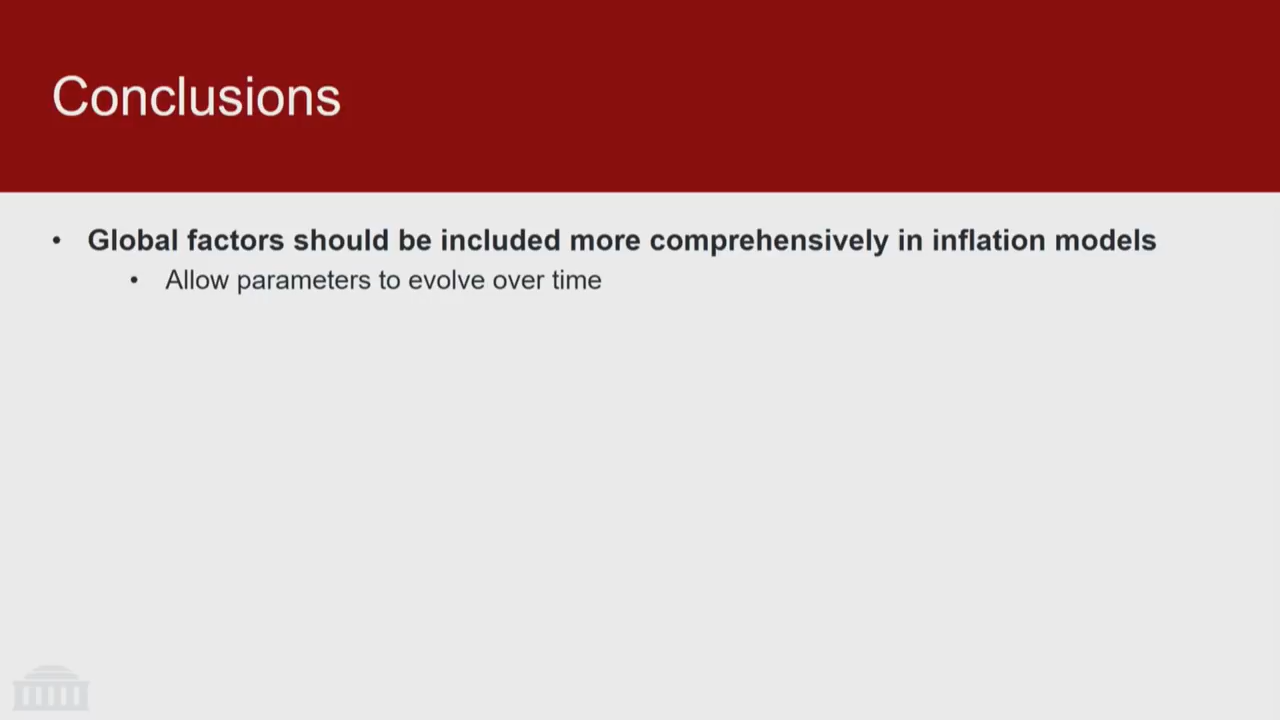 Conclusions
• Global factors should be included more comprehensively in inflation models
• Allow parameters to evolve over time